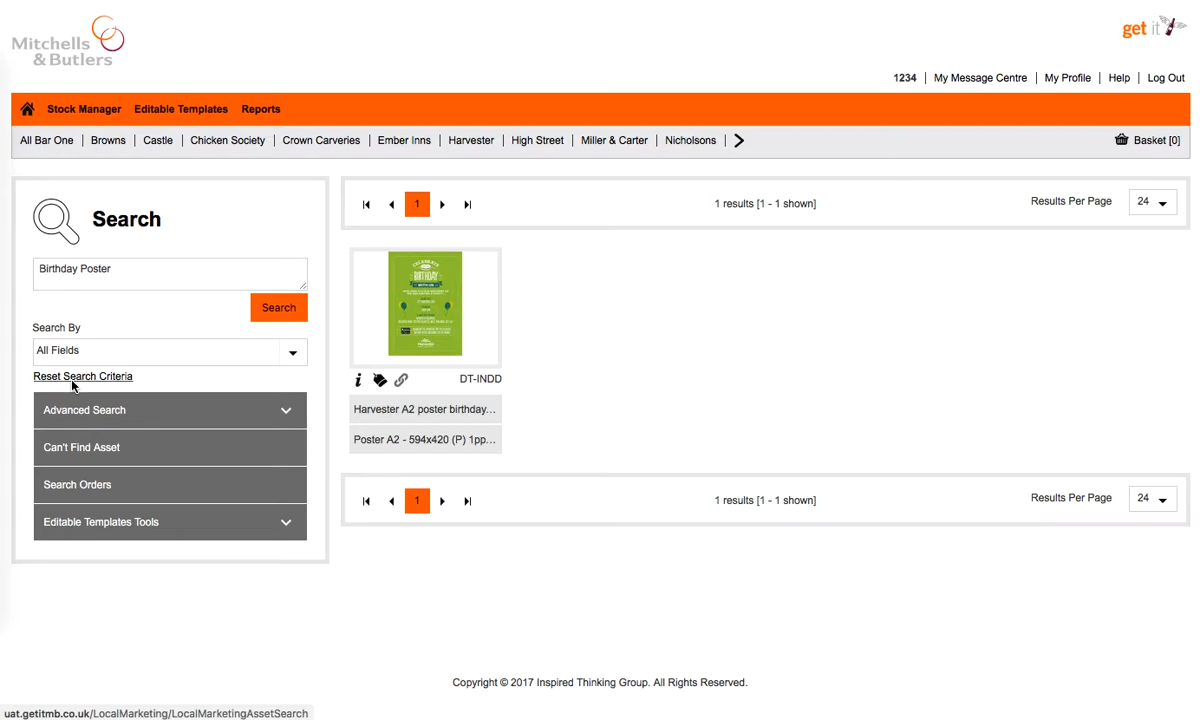 Mitchells
& Butlers
get it
1234 | My Message Centre | My Profile | Help | Log Out
Stock Manager Editable Templates Reports
All Bar One | Browns | Castle | Chicken Society | Crown Carveries | Ember Inns | Harvester | High Street | Miller & Carter | Nicholsons |
Basket [0]
Search
Birthday Poster
Search
Search By
All Fields
Reset Search Criteria
Advanced Search
Can't Find Asset
Search Orders
Editable Templates Tools
1
1 results [1 - 1 shown]
Results Per Page 24
CELEBRATE
BIRTHDAY
DT-INDD
Harvester A2 poster birthday...
Poster A2 - 594x420 (P) 1pp...
1
1 results [1 - 1 shown]
Results Per Page 24
Copyright © 2017 Inspired Thinking Group. All Rights Reserved.
uat.getitmb.co.uk/LocalMarketing/LocalMarketingAssetSearch